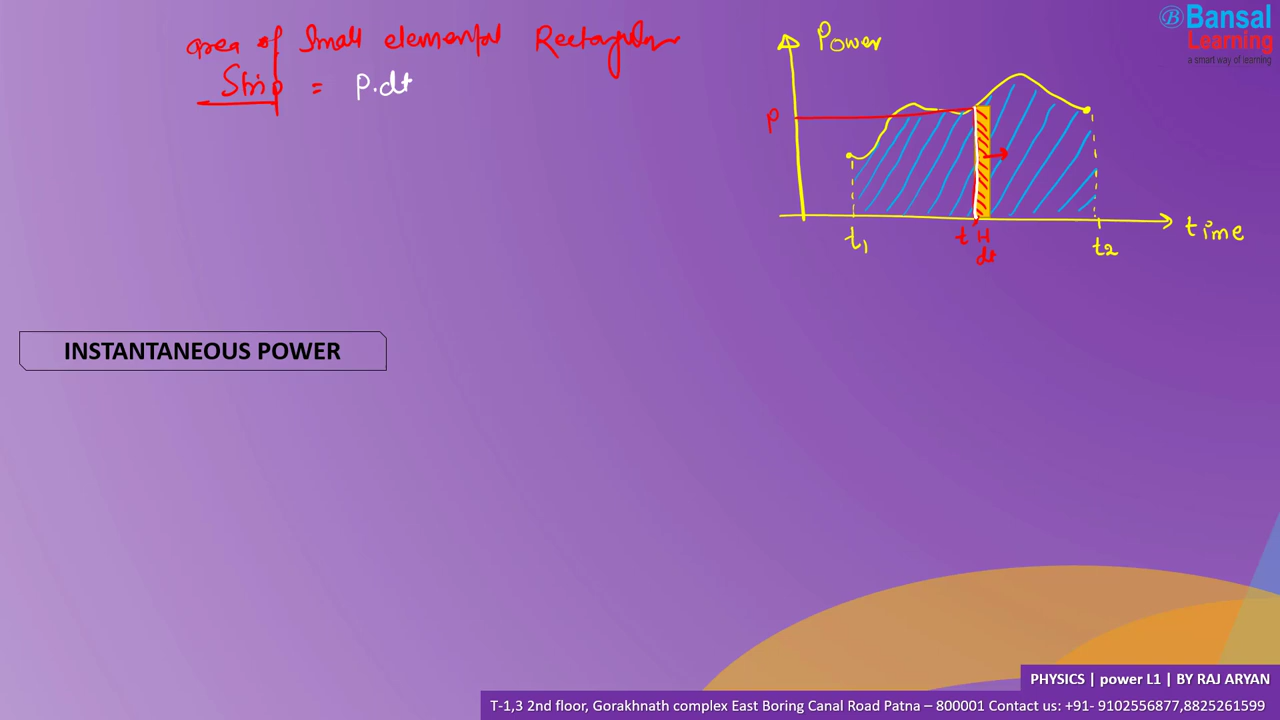 area of Small elemental Rectangular
Strip = P.dt
Power
P
t dt
t1
t2
time
B Bansal
Learning
a smart way of learning
INSTANTANEOUS POWER
PHYSICS | power L1 | BY RAJ ARYAN
T-1,3 2nd floor, Gorakhnath complex East Boring Canal Road Patna – 800001 Contact us: +91- 9102556877,8825261599